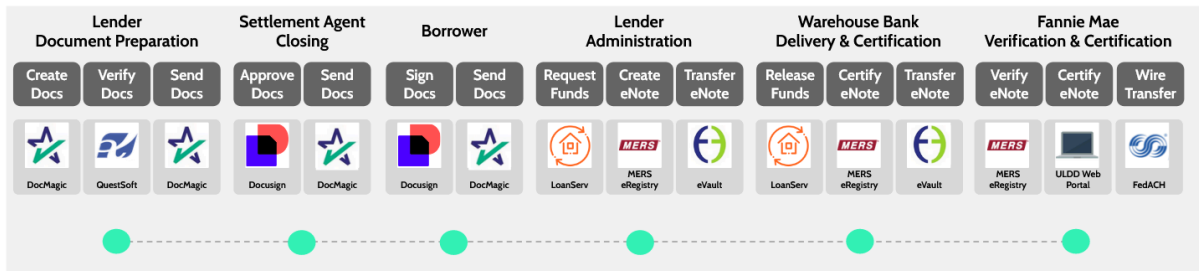 Lender
Document Preparation
Settlement Agent
Closing
Borrower
Lender
Administration
Warehouse Bank
Delivery & Certification
Fannie Mae
Verification & Certification
Create
Docs
Verify
Docs
Send
Docs
Approve
Docs
Send
Docs
Sign
Docs
Send
Docs
Request
Funds
Create
eNote
Transfer
eNote
Release
Funds
Certify
eNote
Transfer
eNote
Verify
eNote
Certify
eNote
Wire
Transfer
DocMagic
QuestSoft
DocMagic
Docusign
DocMagic
Docusign
DocMagic
LoanServ
MERS
MERS
eRegistry
eVault
LoanServ
MERS
MERS
eRegistry
eVault
MERS
MERS
eRegistry
ULDD Web
Portal
FedACH